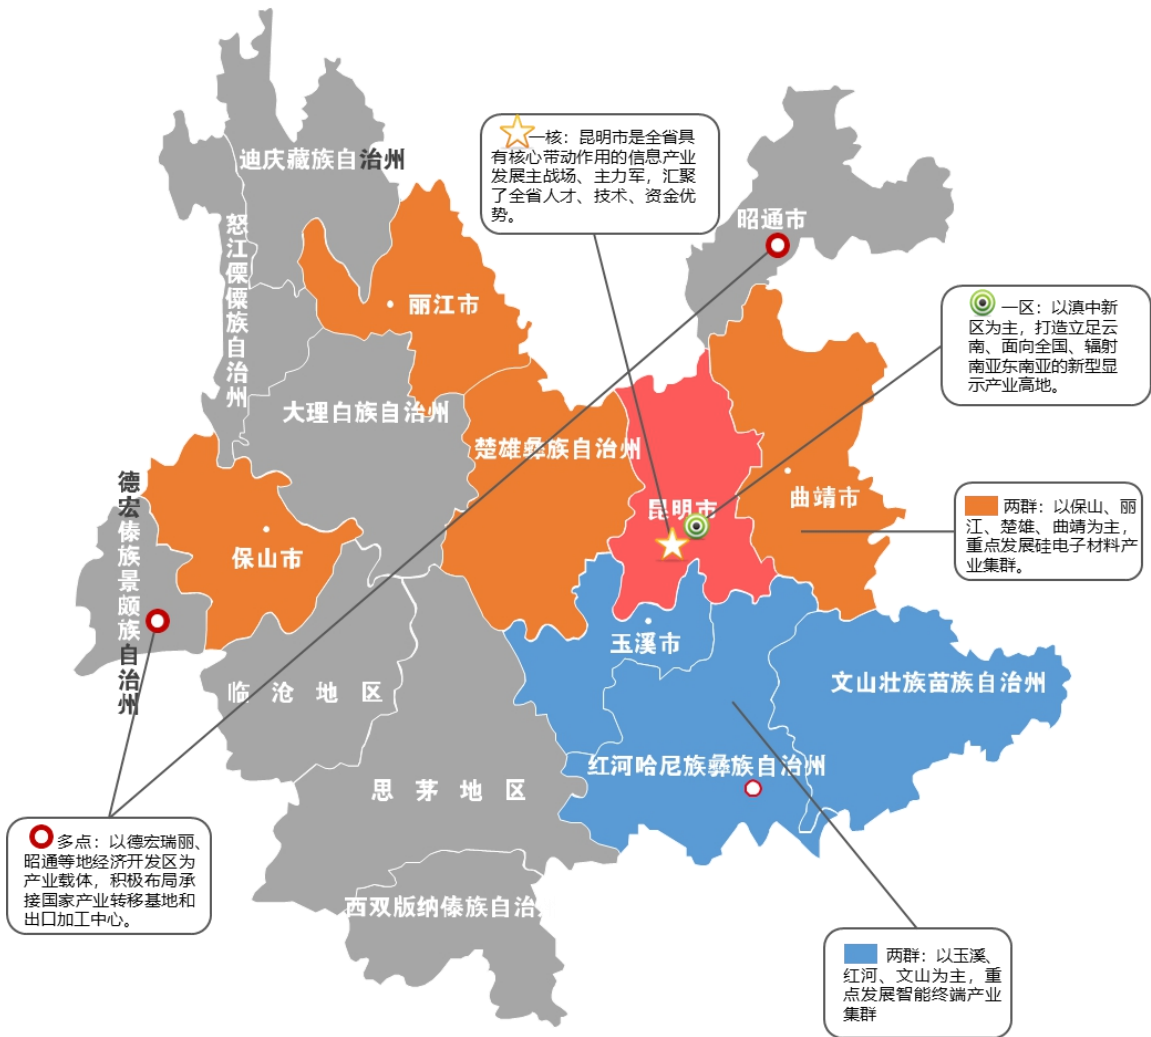 迪庆藏族自治州
怒江傈僳族自治州
丽江市
大理白族自治州
楚雄彝族自治州
昭通市
昆明市
曲靖市
德宏傣族景颇族自治州
保山市
临沧地区
玉溪市
文山壮族苗族自治州
红河哈尼族彝族自治州
思茅地区
西双版纳傣族自治
一核：昆明市是全省具
有核心带动作用的信息产业
发展主战场、主力军，汇聚
了全省人才、技术、资金优
势。
一区：以滇中新
区为主，打造立足云
南、面向全国、辐射
南亚东南亚的新型显
示产业高地。
两群：以保山、丽
江、楚雄、曲靖为主，
重点发展硅电子材料产
业集群。
多点：以德宏瑞丽、
昭通等地经济开发区为
产业载体，积极布局承
接国家产业转移基地和
出口加工中心。
两群：以玉溪、
红河、文山为主，重
点发展智能终端产业
集群